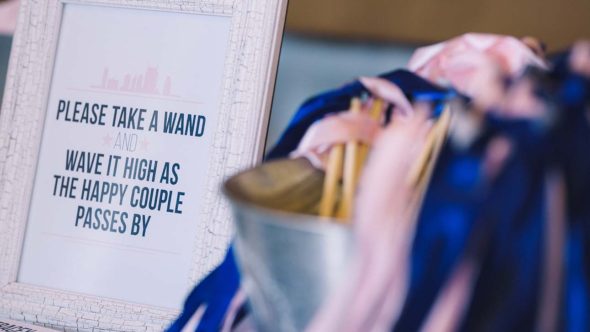 PLEASE TAKE A WAND
AND
WAVE IT HIGH AS
THE HAPPY COUPLE
PASSES BY